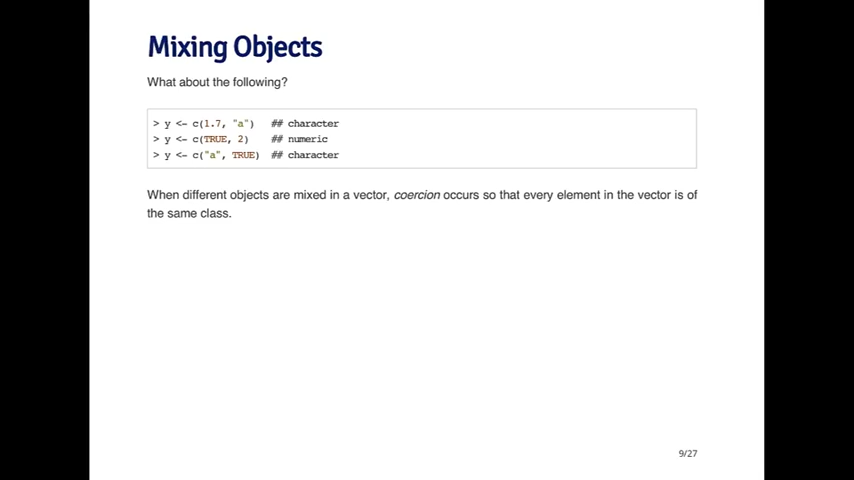 Mixing Objects
What about the following?
> y <- c(1.7, "a")   ## character
> y <- c(TRUE, 2)    ## numeric
> y <- c("a", TRUE)  ## character
When different objects are mixed in a vector, coercion occurs so that every element in the vector is of
the same class.
9/27